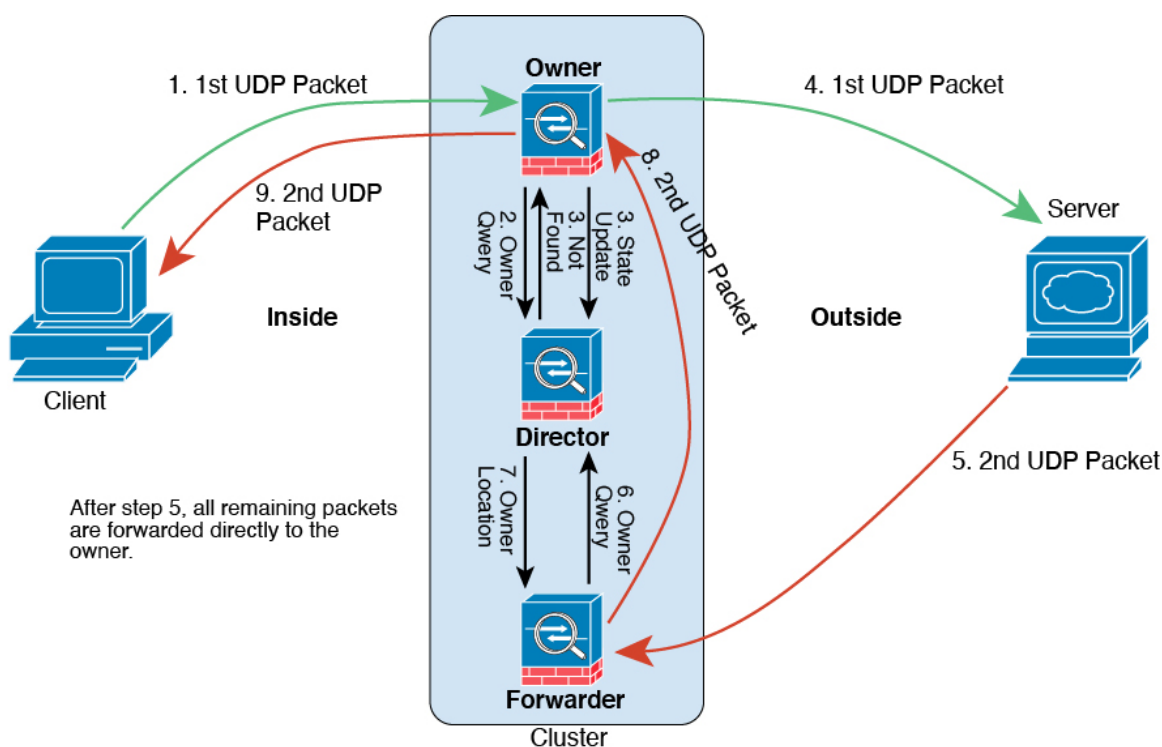 Owner
1. 1st UDP Packet
4. 1st UDP Packet
9. 2nd UDP
Packet
2. Owner
Qwery
3. Not
Found
3. State
Update
8. 2nd UDP Packet
Server
Inside
Outside
Client
Director
5. 2nd UDP Packet
7. Owner
Location
6. Owner
Qwery
After step 5, all remaining packets
are forwarded directly to the
owner.
Forwarder
Cluster